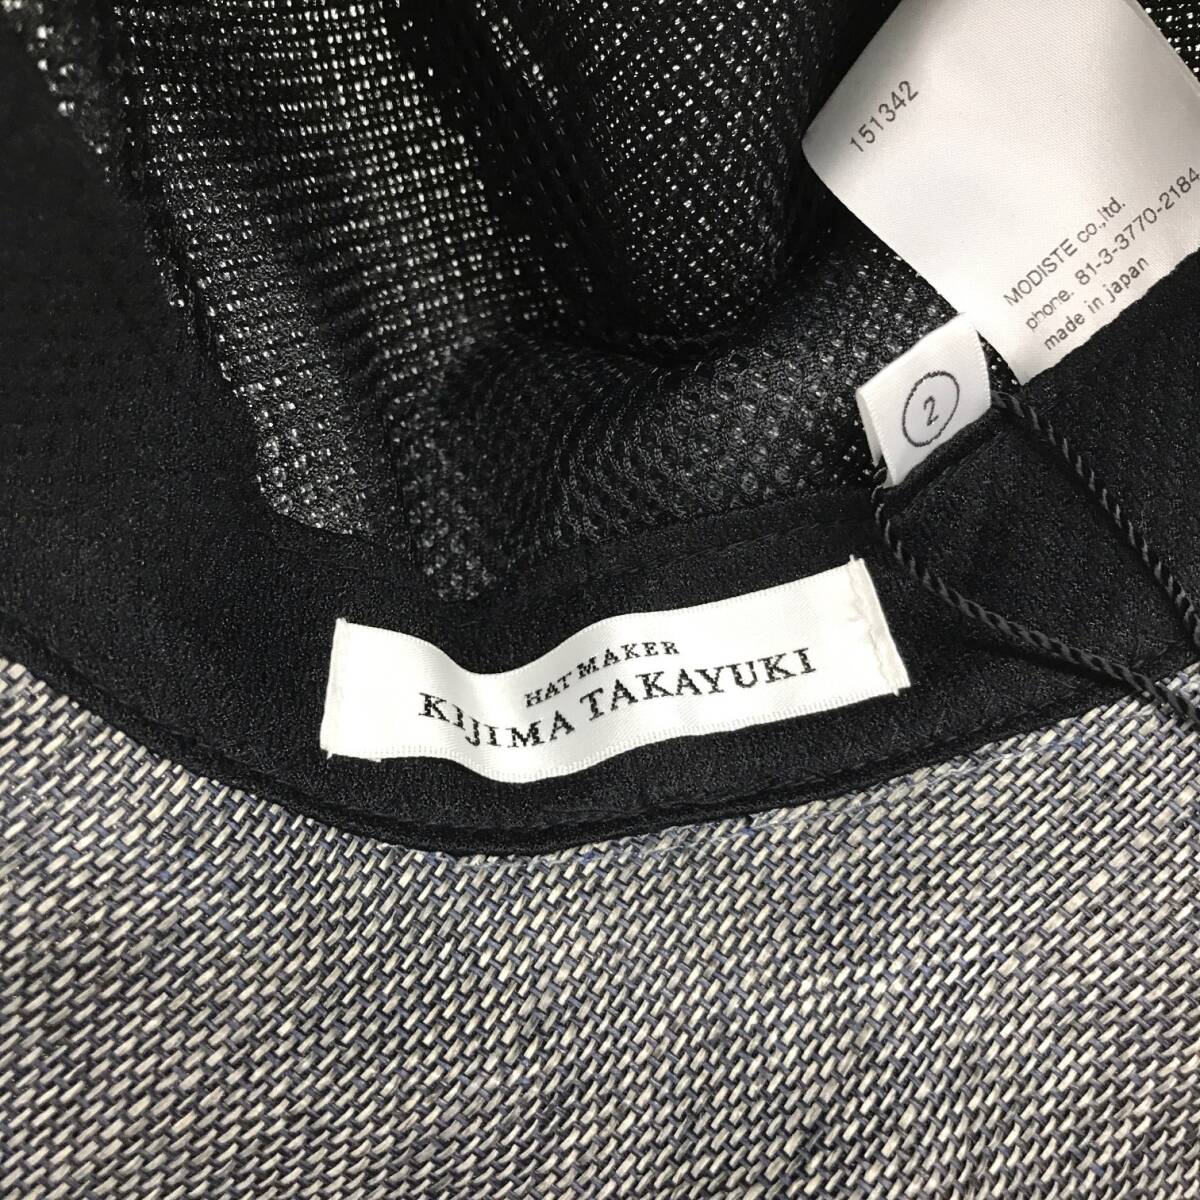 151342
MODISTE co.,ltd.
phone. 81-3-3770-2184
made in japan
2
HAT MAKER
KIJIMA TAKAYUKI